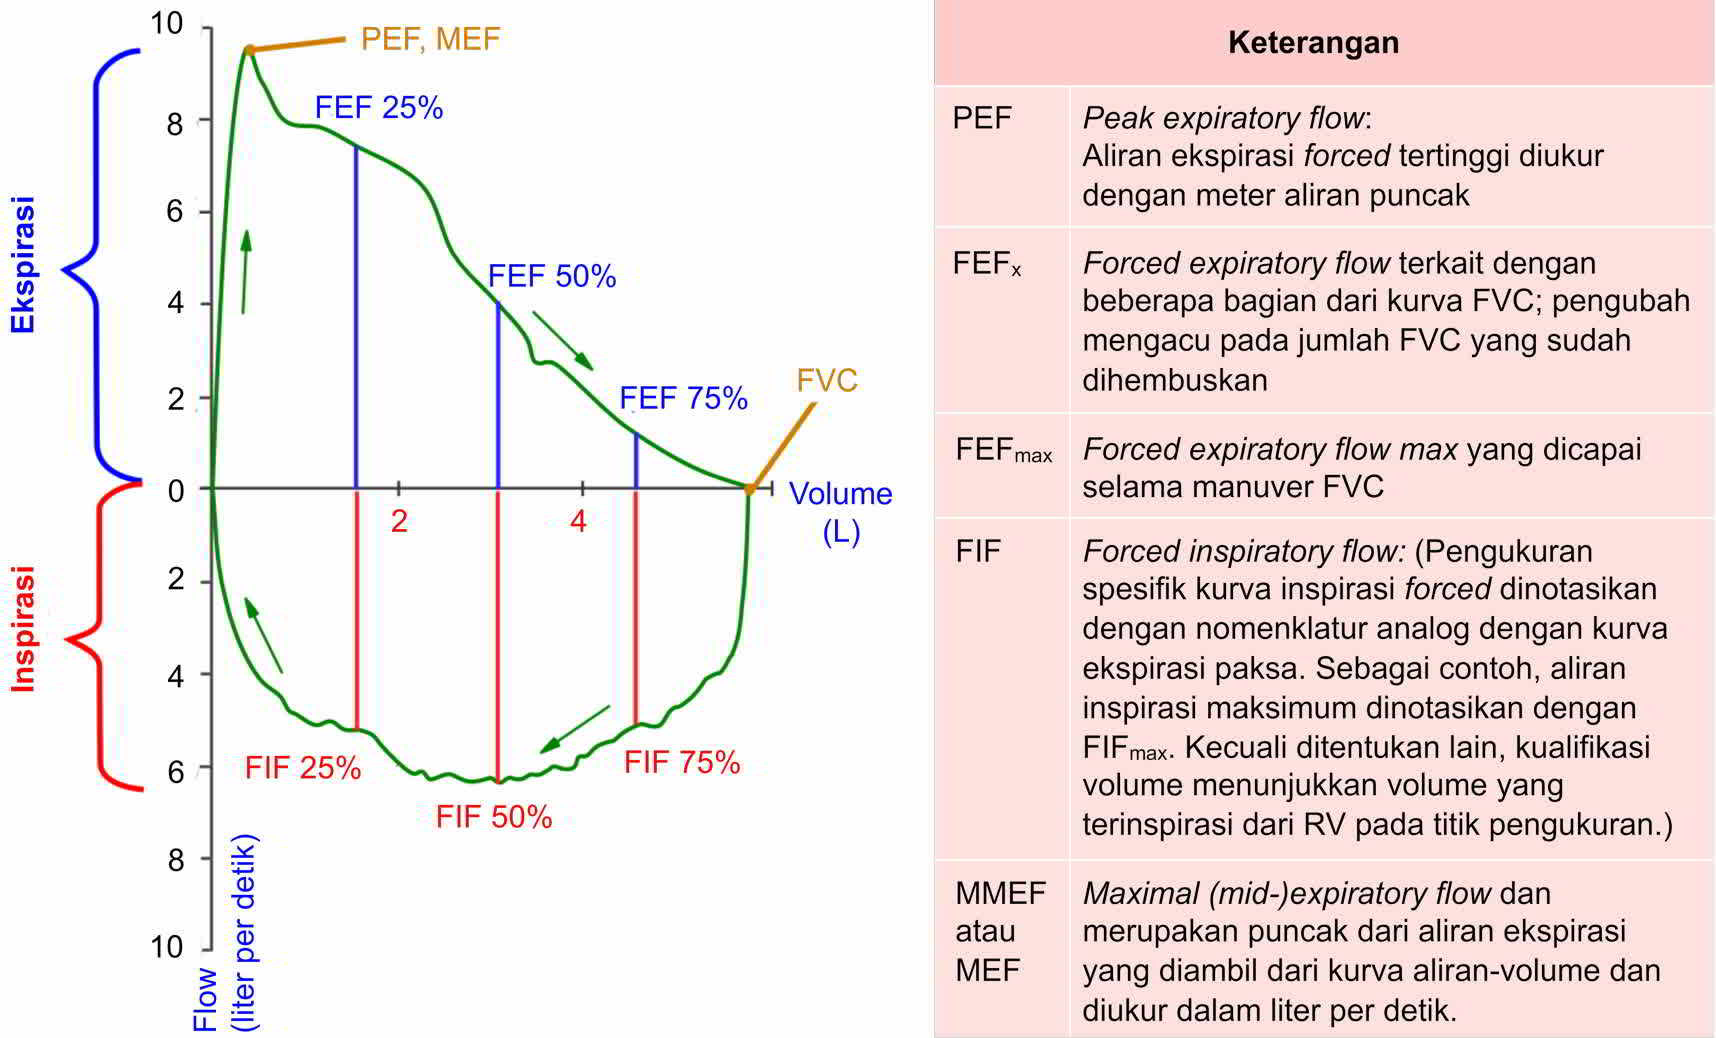 10
PEF, MEF
FEF 25%
8
6
FEF 50%
4
FVC
FEF 75%
2
0
Volume
(L)
2
4
2
4
FIF 25%
6
FIF 75%
FIF 50%
8
10
Ekspirasi
Inspirasi
Flow
(liter per detik)
Keterangan
PEF
Peak expiratory flow:
Aliran ekspirasi forced tertinggi diukur
dengan meter aliran puncak
FEFx
Forced expiratory flow terkait dengan
beberapa bagian dari kurva FVC; pengubah
mengacu pada jumlah FVC yang sudah
dihembuskan
FEFmax
Forced expiratory flow max yang dicapai
selama manuver FVC
FIF
Forced inspiratory flow: (Pengukuran
spesifik kurva inspirasi forced dinotasikan
dengan nomenklatur analog dengan kurva
ekspirasi paksa. Sebagai contoh, aliran
inspirasi maksimum dinotasikan dengan
FIFmax. Kecuali ditentukan lain, kualifikasi
volume menunjukkan volume yang
terinspirasi dari RV pada titik pengukuran.)
MMEF
atau
MEF
Maximal (mid-)expiratory flow dan
merupakan puncak dari aliran ekspirasi
yang diambil dari kurva aliran-volume dan
diukur dalam liter per detik.